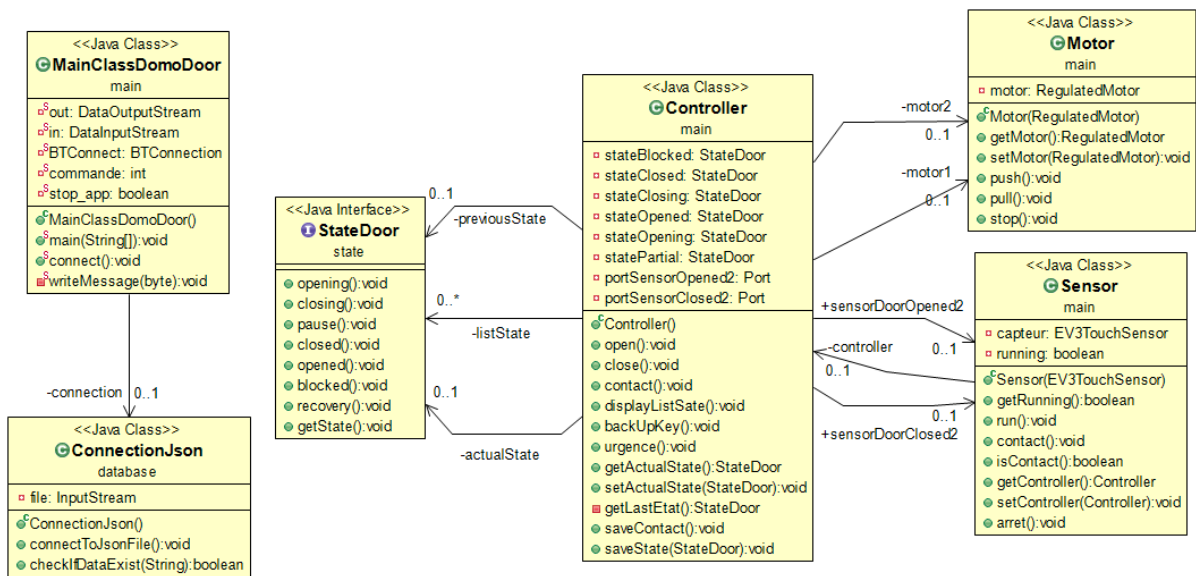 <<Java Class>>
MainClassDomoDoor
main
out: DataOutputStream
in: DataInputStream
BTConnect: BTConnection
commande: int
stop_app: boolean
MainClassDomoDoor()
main(String[]):void
connect():void
writeMessage(byte):void
-connection
0..1
<<Java Class>>
ConnectionJson
database
file: InputStream
ConnectionJson()
connectToJsonFile():void
checkIfDataExist(String):boolean
<<Java Interface>>
StateDoor
state
opening():void
closing():void
pause():void
closed():void
opened():void
blocked():void
recovery():void
getState():void
0..1
-previousState
0..*
-listState
0..1
-actualState
<<Java Class>>
Controller
main
stateBlocked: StateDoor
stateClosed: StateDoor
stateClosing: StateDoor
stateOpened: StateDoor
stateOpening: StateDoor
statePartial: StateDoor
portSensorOpened2: Port
portSensorClosed2: Port
Controller()
open():void
close():void
contact():void
displayListSate():void
backUpKey():void
urgence():void
getActualState():StateDoor
setActualState(StateDoor):void
getLastEtat():StateDoor
saveContact():void
saveState(StateDoor):void
-motor2
0..1
-motor1
0..1
+sensorDoorOpened2
0..1
-controller
0..1
0..1
+sensorDoorClosed2
<<Java Class>>
Motor
main
motor: RegulatedMotor
Motor(RegulatedMotor)
getMotor():RegulatedMotor
setMotor(RegulatedMotor):void
push():void
pull():void
stop():void
<<Java Class>>
Sensor
main
capteur: EV3TouchSensor
running: boolean
Sensor(EV3TouchSensor)
getRunning():boolean
run():void
contact():void
isContact():boolean
getController():Controller
setController(Controller):void
arret():void